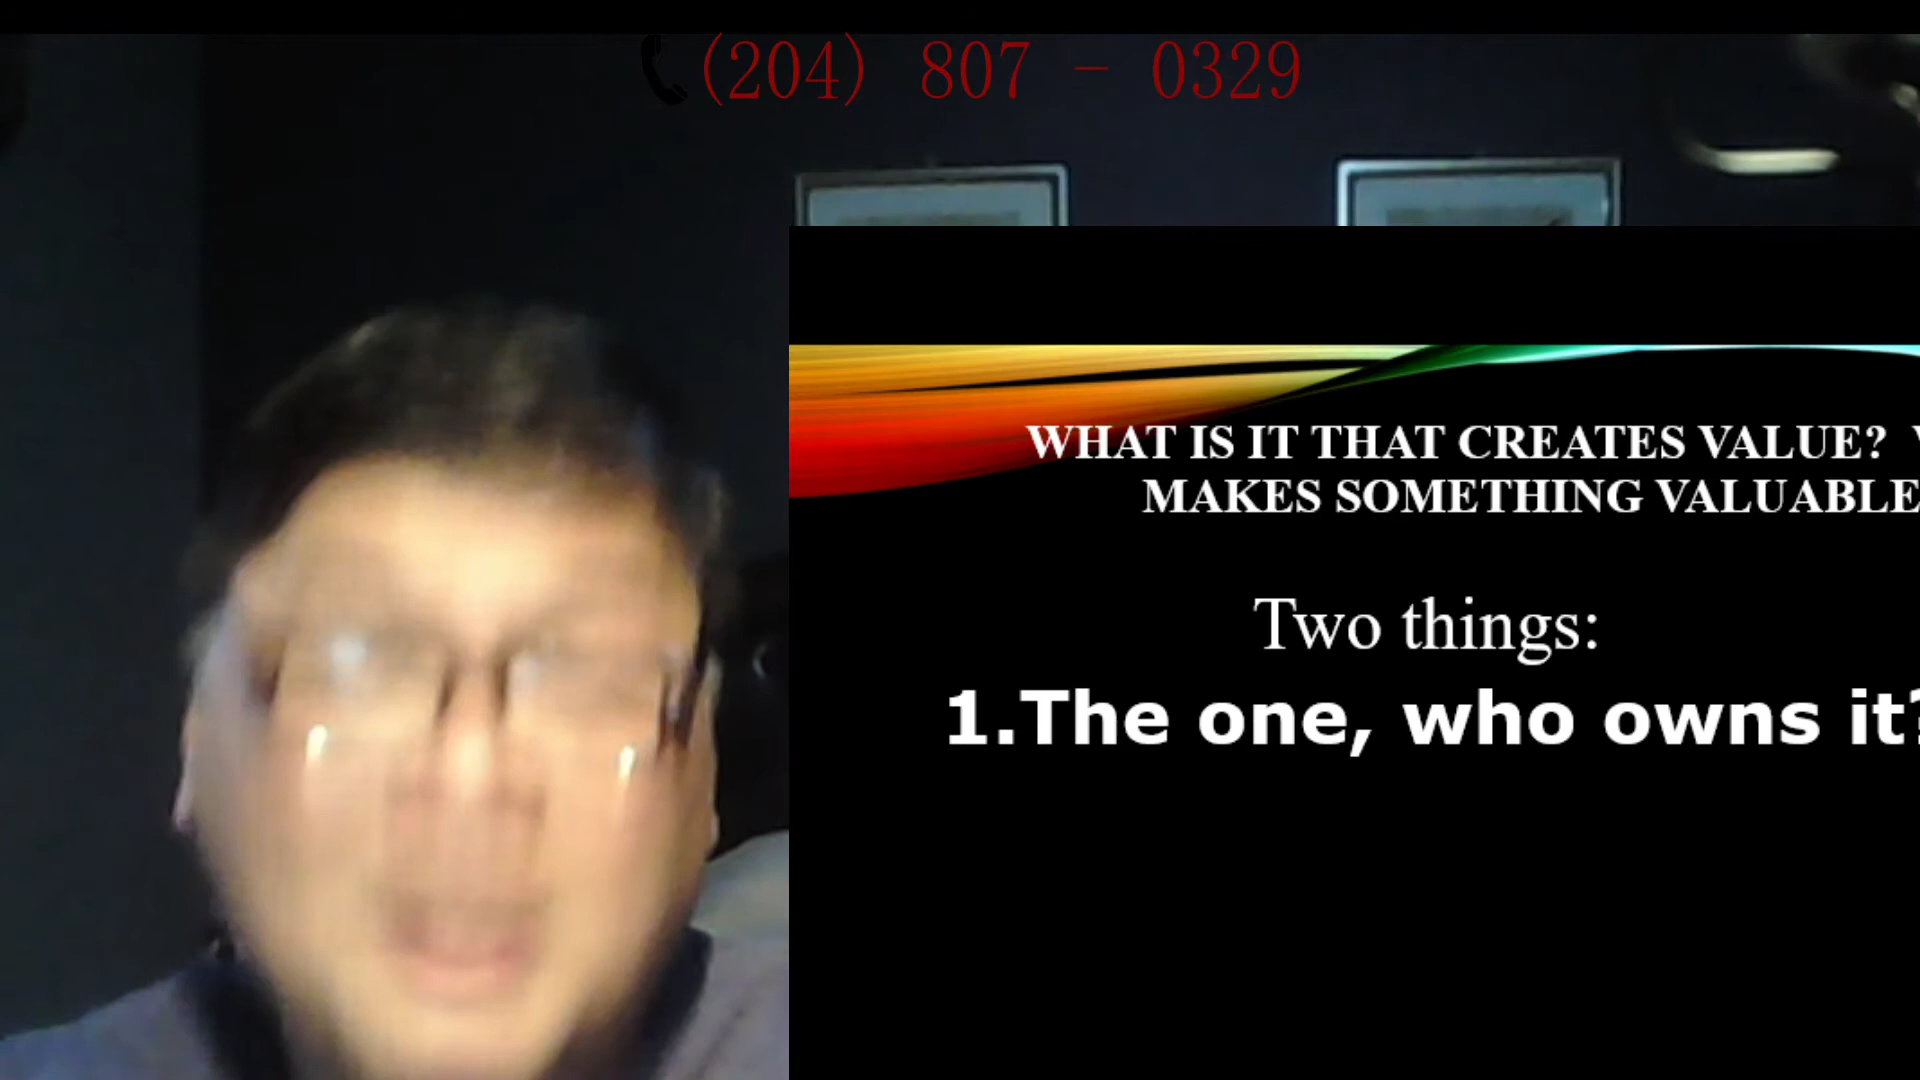 (204) 807 - 0329
WHAT IS IT THAT CREATES VALUE?
MAKES SOMETHING VALUABLE
Two things:
1.The one, who owns it?